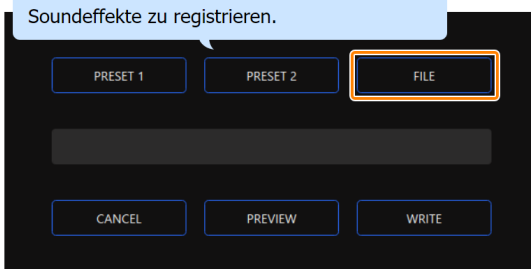 Soundeffekte zu registrieren.
PRESET 1 PRESET 2 FILE
CANCEL PREVIEW WRITE